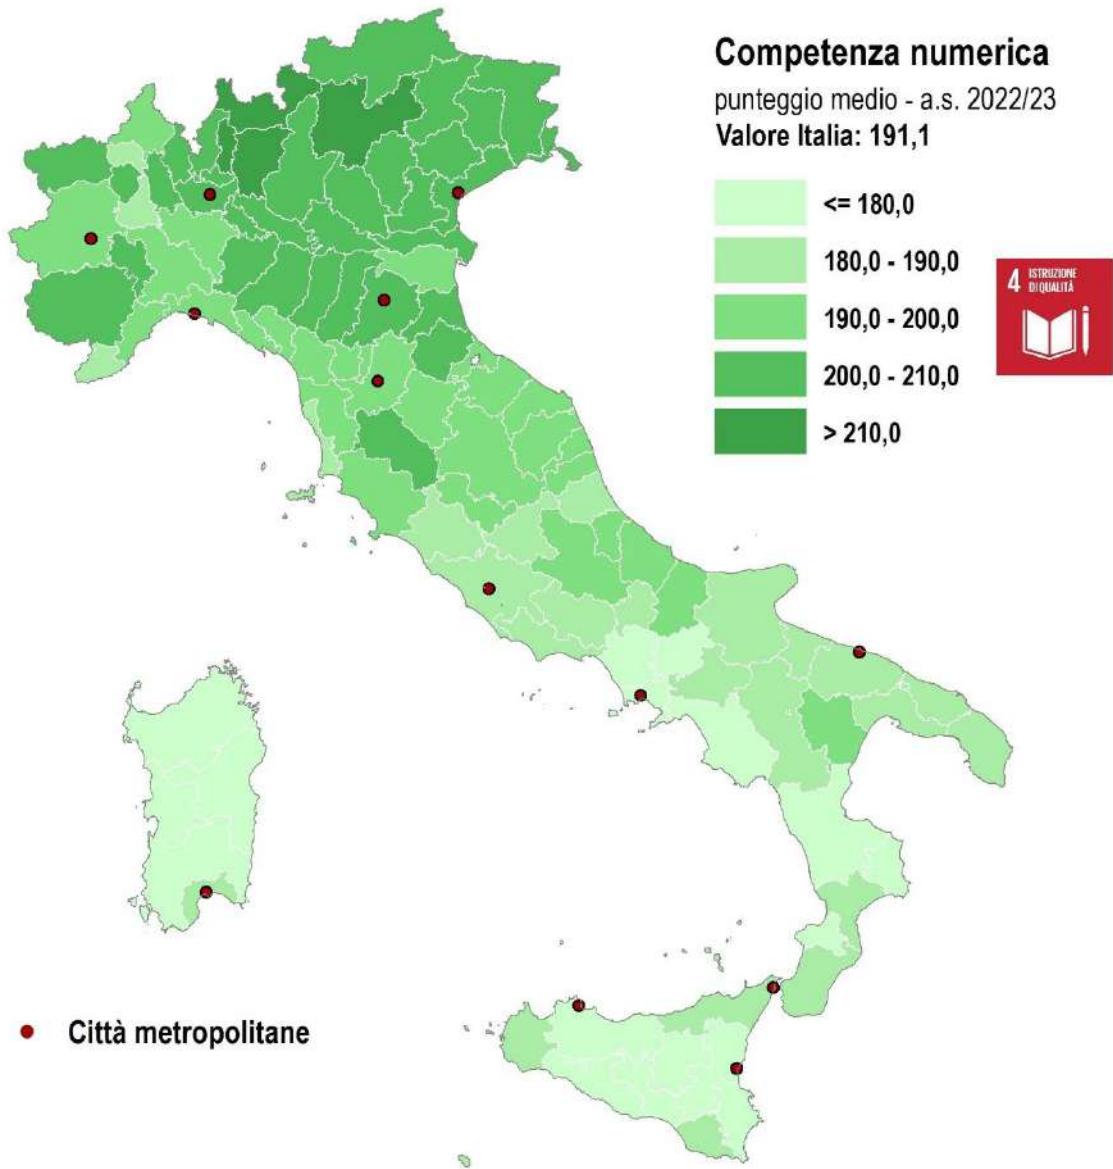 Competenza numerica
punteggio medio - a.s. 2022/23
Valore Italia: 191,1
<= 180,0
180,0 - 190,0
190,0 - 200,0
200,0 - 210,0
> 210,0
4 ISTRUZIONE
DI QUALITÀ
Città metropolitane